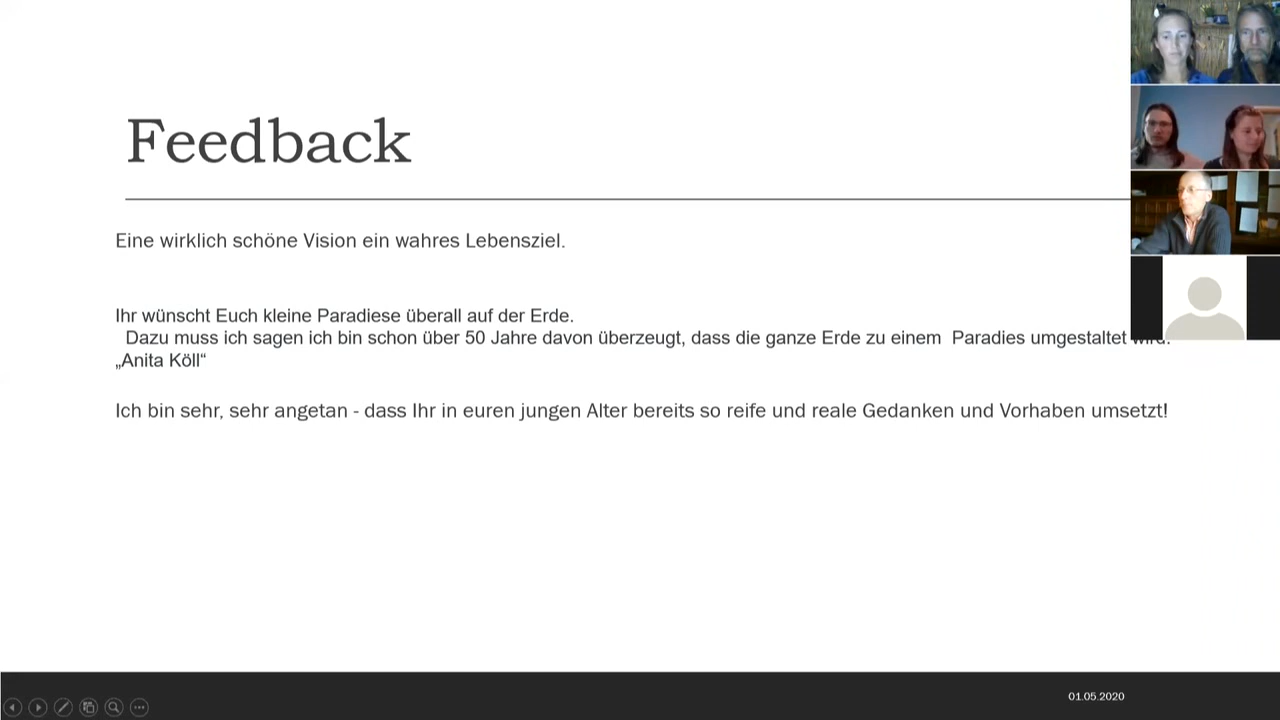 Feedback
Eine wirklich schöne Vision ein wahres Lebensziel.
Ihr wünscht Euch kleine Paradiese überall auf der Erde.
Dazu muss ich sagen ich bin schon über 50 Jahre davon überzeugt, dass die ganze Erde zu einem Paradies umgestaltet wird.
„Anita Köll“
Ich bin sehr, sehr angetan - dass Ihr in euren jungen Alter bereits so reife und reale Gedanken und Vorhaben umsetzt!
01.05.2020